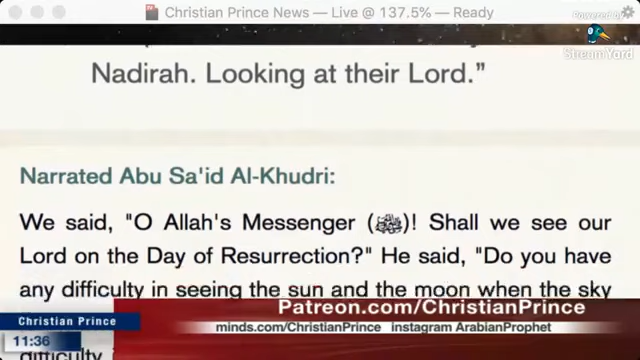 Christian Prince News — Live @ 137.5% — Ready
Powered by
StreamYard
Nadirah. Looking at their Lord."
Narrated Abu Sa'id Al-Khudri:
We said, "O Allah's Messenger (ﷺ)! Shall we see our
Lord on the Day of Resurrection?" He said, "Do you have
any difficulty in seeing the sun and the moon when the sky
Patreon.com/ChristianPrince
Christian Prince
minds.com/ChristianPrince instagram ArabianProphet
11:36
difficulty